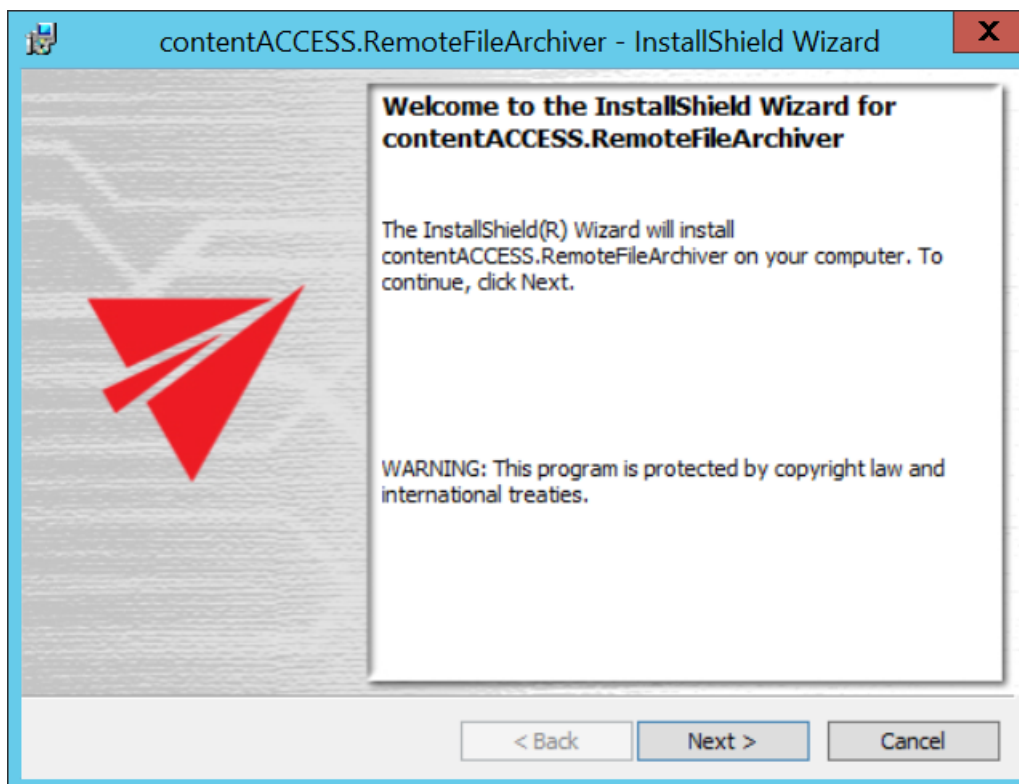 contentACCESS.RemoteFileArchiver - InstallShield Wizard
X
Welcome to the InstallShield Wizard for
contentACCESS.RemoteFileArchiver
The InstallShield(R) Wizard will install
contentACCESS.RemoteFileArchiver on your computer. To
continue, click Next.
WARNING: This program is protected by copyright law and
international treaties.
< Back
Next >
Cancel